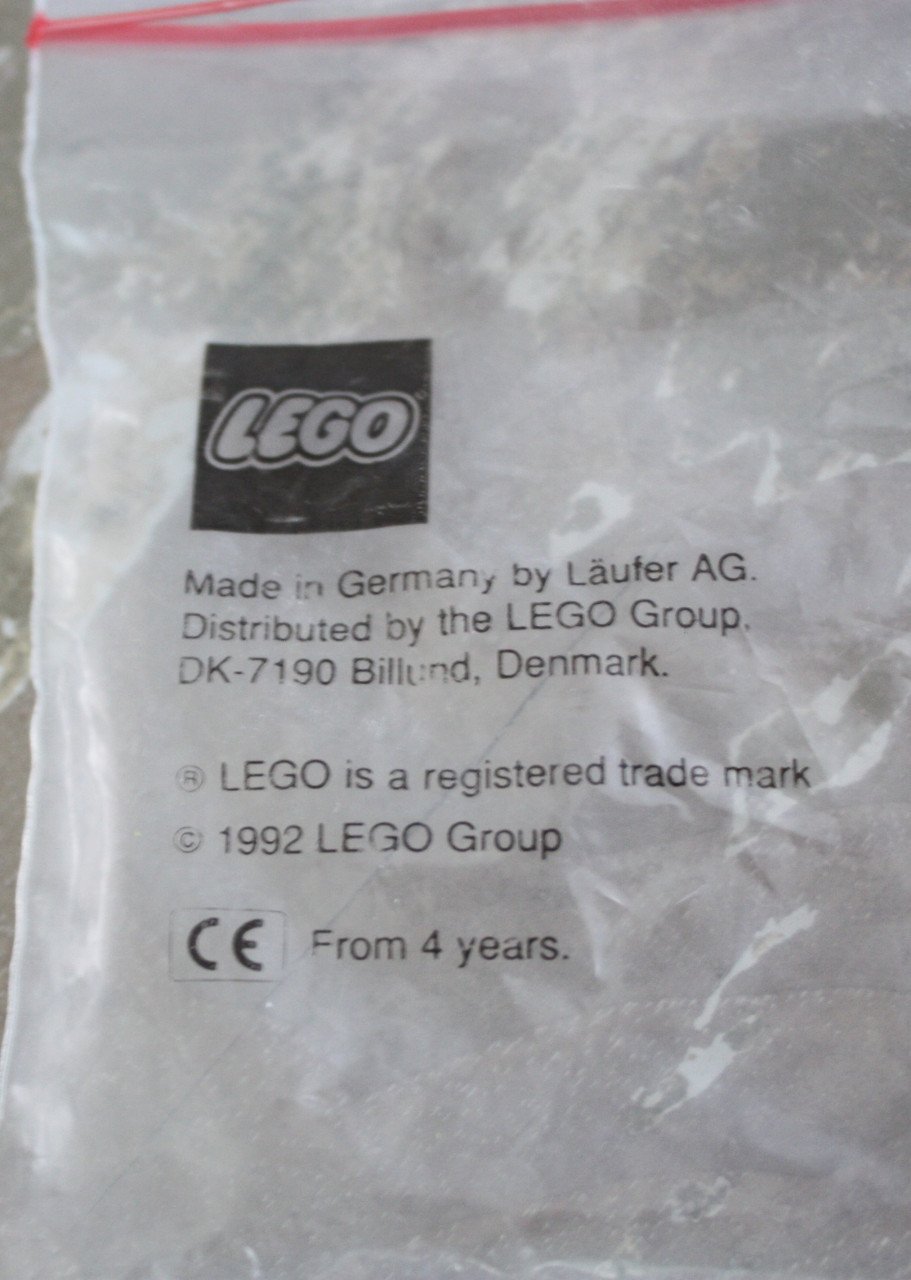 LEGO
Made in Germany by Läufer AG.
Distributed by the LEGO Group.
DK-7190 Billund, Denmark.
® LEGO is a registered trade mark
© 1992 LEGO Group
CE From 4 years.